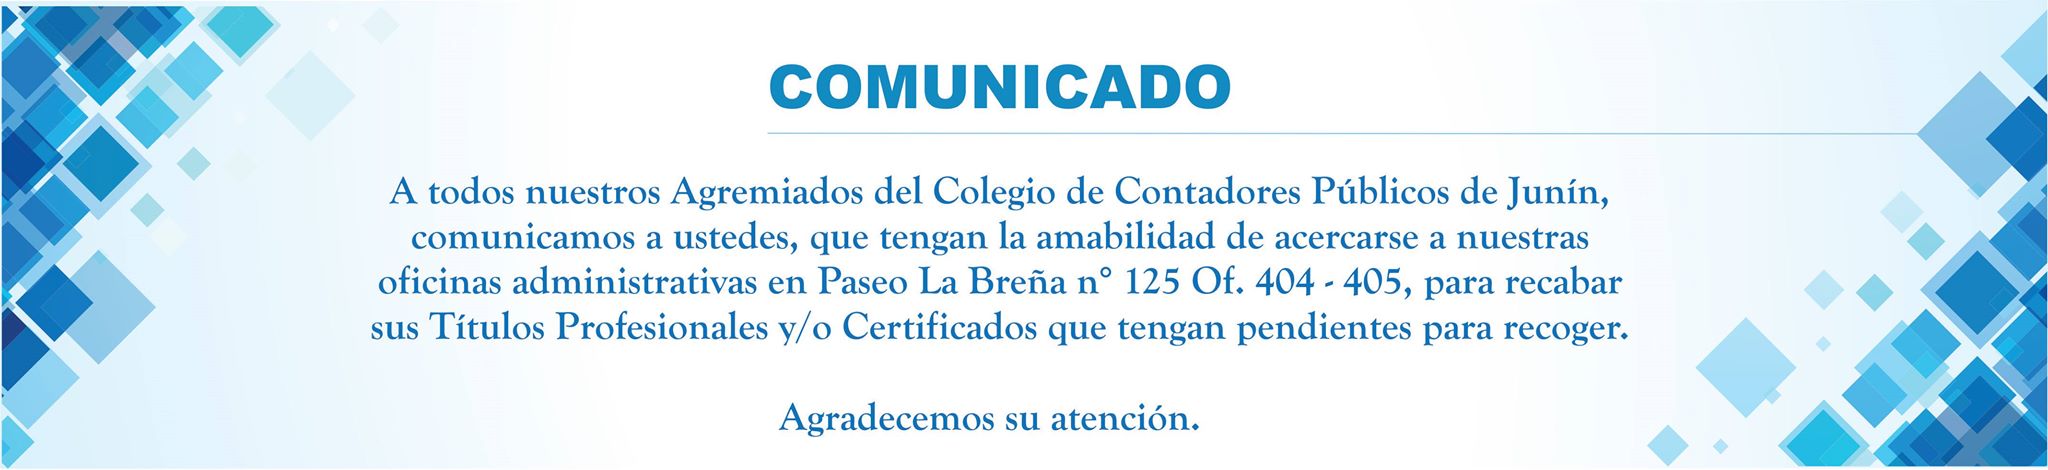 COMUNICADO
A todos nuestros Agremiados del Colegio de Contadores Públicos de Junín,
comunicamos a ustedes, que tengan la amabilidad de acercarse a nuestras
oficinas administrativas en Paseo La Breña n° 125 Of. 404 - 405, para recabar
sus Títulos Profesionales y/o Certificados que tengan pendientes para recoger.
Agradecemos su atención.